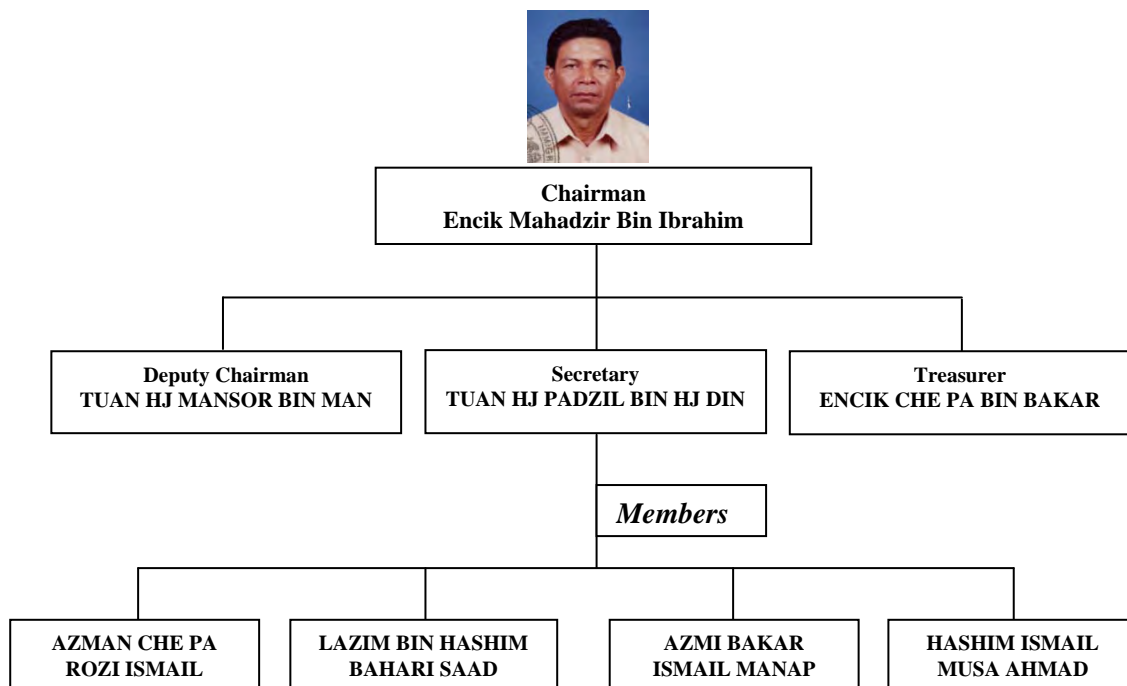 Chairman
Encik Mahadzir Bin Ibrahim
Deputy Chairman
TUAN HJ MANSOR BIN MAN
Secretary
TUAN HJ PADZIL BIN HJ DIN
Treasurer
ENCIK CHE PA BIN BAKAR
Members
AZMAN CHE PA
ROZI ISMAIL
LAZIM BIN HASHIM
BAHARI SAAD
AZMI BAKAR
ISMAIL MANAP
HASHIM ISMAIL
MUSA AHMAD